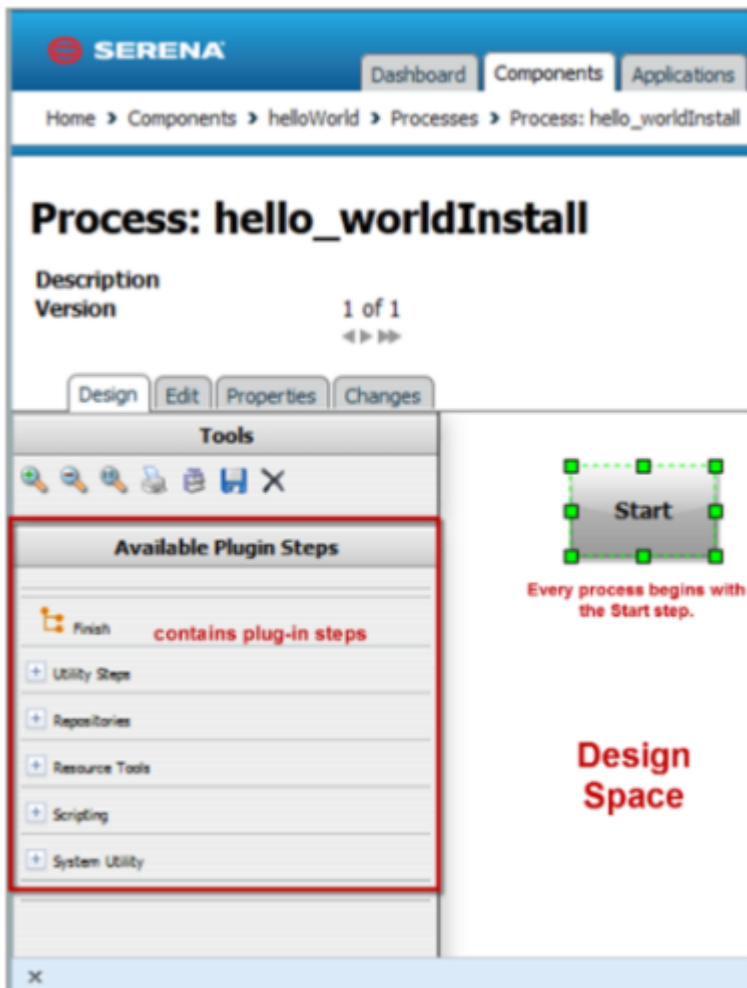 SERENA
Dashboard Components Applications
Home > Components > helloWorld > Processes > Process: hello_worldInstall
Process: hello_worldInstall
Description
Version 1 of 1
Design Edit Properties Changes
Tools
Available Plugin Steps
Finish contains plug-in steps
Utility Steps
Repositories
Resource Tools
Scripting
System Utility
Start
Every process begins with
the Start step.
Design
Space